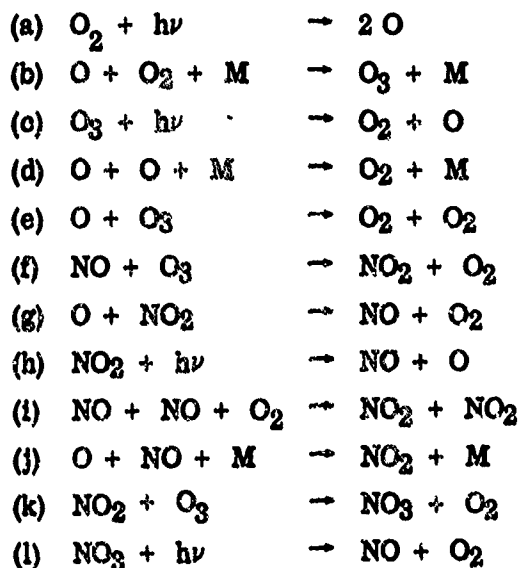 (a) O2 + hν → 2 O
(b) O + O2 + M → O3 + M
(c) O3 + hν → O2 + O
(d) O + O + M → O2 + M
(e) O + O3 → O2 + O2
(f) NO + O3 → NO2 + O2
(g) O + NO2 → NO + O2
(h) NO2 + hν → NO + O
(i) NO + NO + O2 → NO2 + NO2
(j) O + NO + M → NO2 + M
(k) NO2 + O3 → NO3 + O2
(l) NO3 + hν → NO + O2